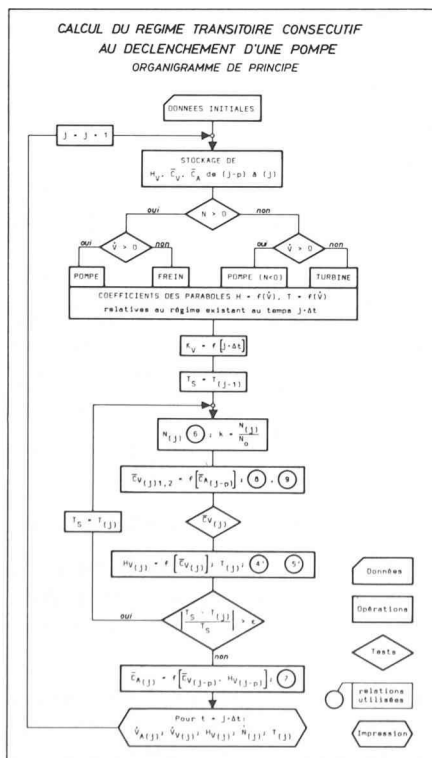 CALCUL DU REGIME TRANSITOIRE CONSECUTIF
AU DECLENCHEMENT D'UNE POMPE
ORGANIGRAMME DE PRINCIPE
DONNEES INITIALES
j = j + 1
STOCKAGE DE
H_V, C̅_V, C̅_A de (j-p) à (j)
oui N > 0 non
oui V̇ > 0 non oui V̇ > 0 non
POMPE FREIN POMPE (N<0) TURBINE
COEFFICIENTS DES PARABOLES H = f(V̇), T = f(V̇)
relatives au régime existant au temps j·Δt
K_V = f [j·Δt]
T_S = T_(j-1)
N_(j) 6 ; k = N_(j) / N_o
C̅_V(j)1,2 = f[C̅_A(j-p)] ; 8 , 9
T_S = T_(j)
C̅_V(j)
H_V(j) = f [C̅_V(j)] ; T_(j) ; 4' 5'
oui |T_S - T_(j) / T_S| > ε
non
C̅_A(j) = f[C̅_V(j-p), H_V(j-p)] ; 7
Pour t = j·Δt:
V̇_A(j) ; V̇_V(j) ; H_V(j) ; N_(j) ; T_(j)
Données
Opérations
Tests
relations
utilisées
Impression